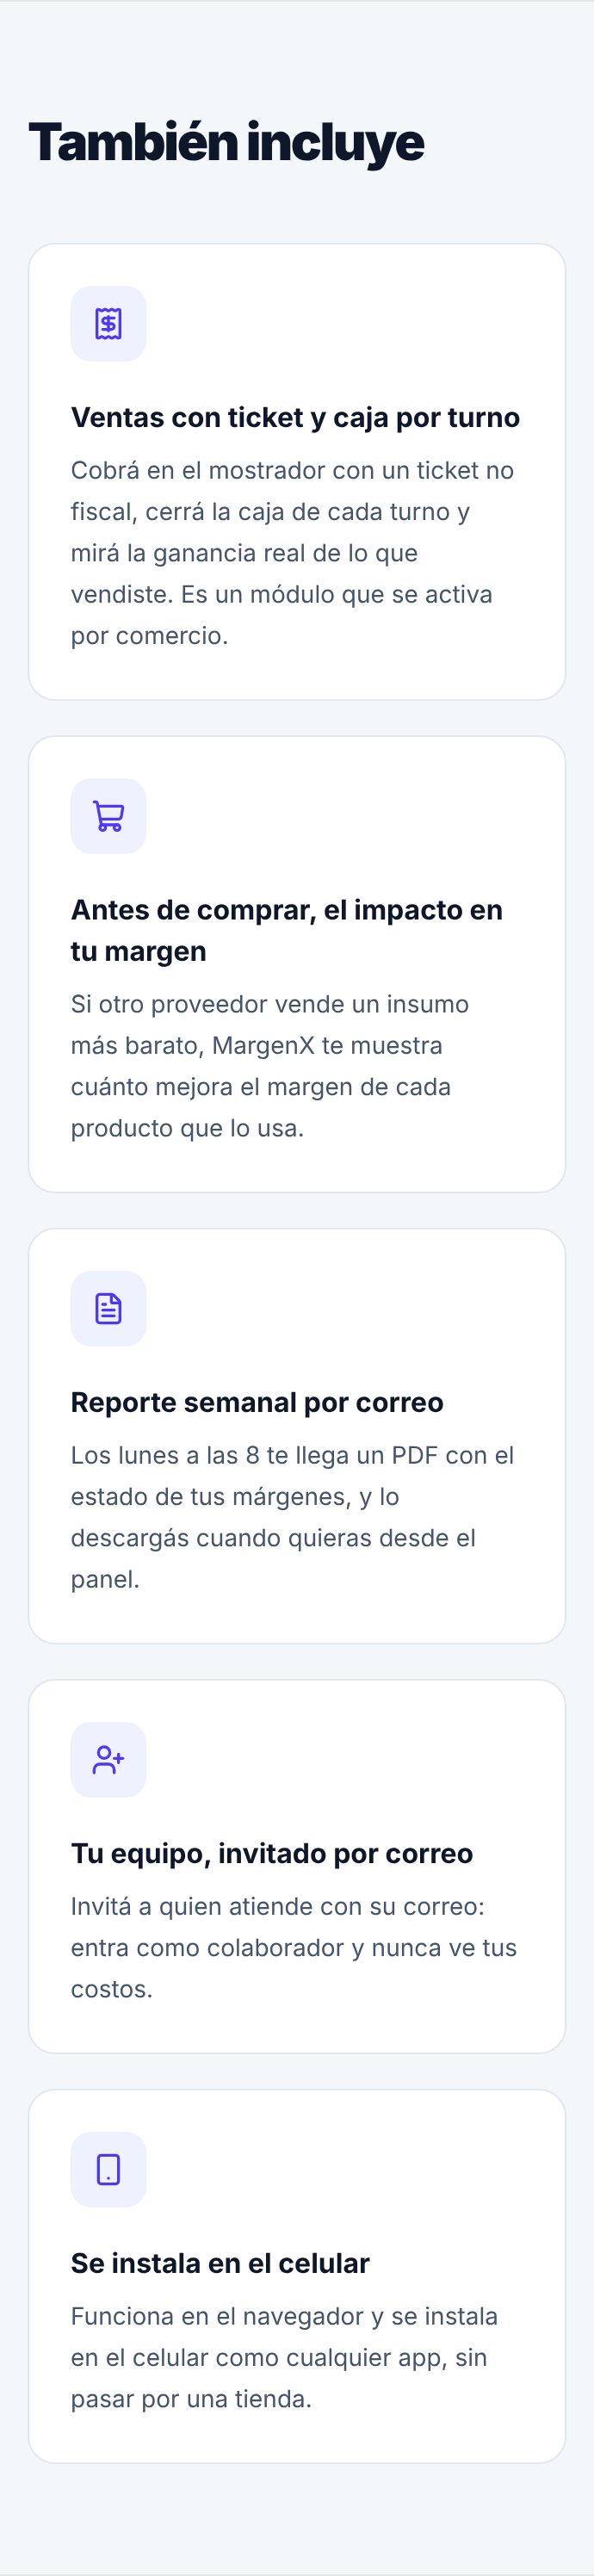 También incluye
Ventas con ticket y caja por turno
Cobrá en el mostrador con un ticket no
fiscal, cerrá la caja de cada turno y
mirá la ganancia real de lo que
vendiste. Es un módulo que se activa
por comercio.
Antes de comprar, el impacto en
tu margen
Si otro proveedor vende un insumo
más barato, MargenX te muestra
cuánto mejora el margen de cada
producto que lo usa.
Reporte semanal por correo
Los lunes a las 8 te llega un PDF con el
estado de tus márgenes, y lo
descargás cuando quieras desde el
panel.
Tu equipo, invitado por correo
Invitá a quien atiende con su correo:
entra como colaborador y nunca ve tus
costos.
Se instala en el celular
Funciona en el navegador y se instala
en el celular como cualquier app, sin
pasar por una tienda.